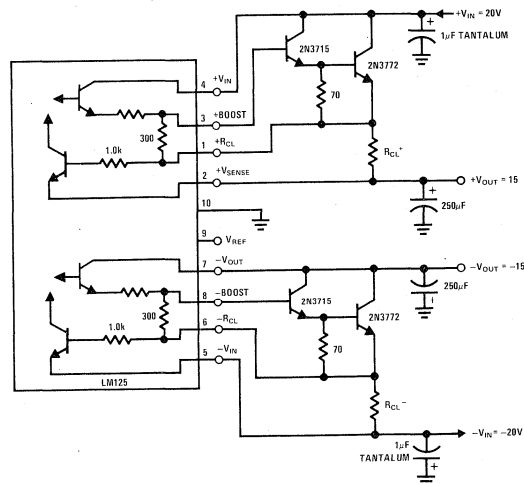 +VIN = 20V
+
1μF TANTALUM
2N3715
2N3772
4
+VIN
3
+BOOST
70
300
1.0k
1
+RCL
RCL+
2
+VSENSE
+VOUT = 15
+
250μF
10
9
VREF
7
-VOUT
-VOUT = -15
250μF
+
8
-BOOST
2N3715
2N3772
300
1.0k
6
-RCL
70
5
-VIN
RCL-
LM125
-VIN = -20V
1μF
TANTALUM
+